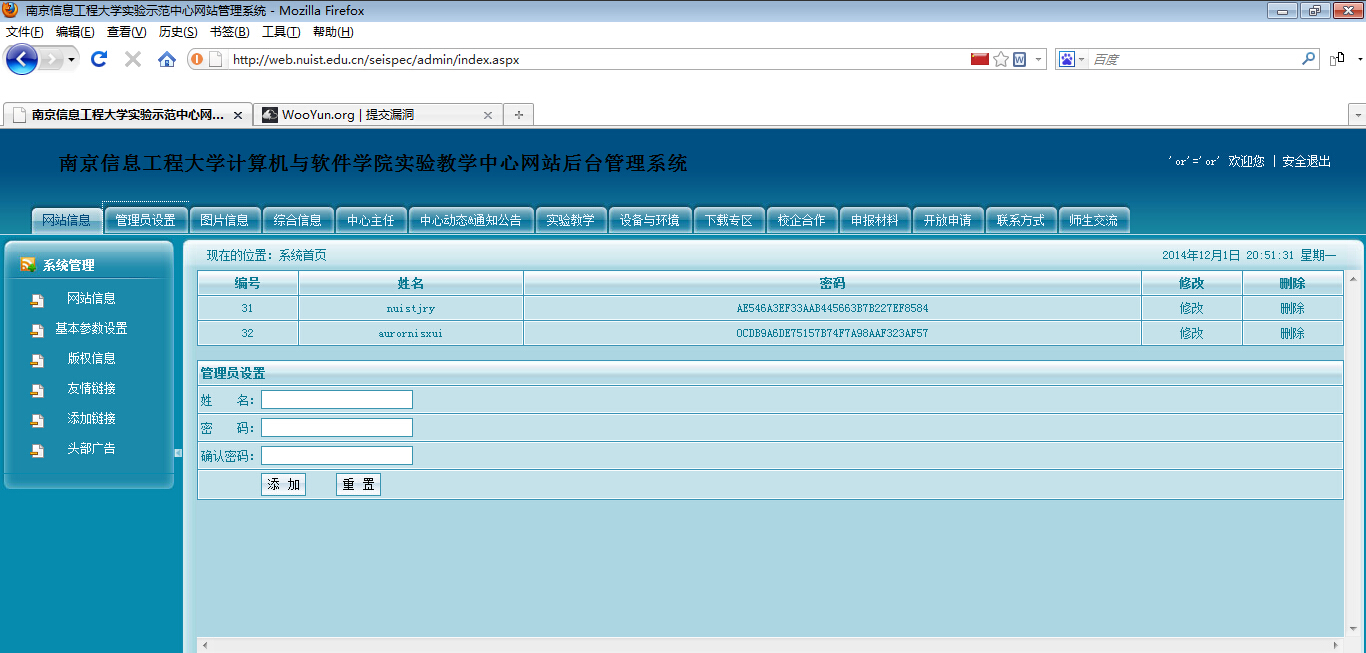 南京信息工程大学实验示范中心网站管理系统 - Mozilla Firefox
文件(F) 编辑(E) 查看(V) 历史(S) 书签(B) 工具(T) 帮助(H)
http://web.nuist.edu.cn/seispec/admin/index.aspx
百度
南京信息工程大学实验示范中心网...
WooYun.org | 提交漏洞
南京信息工程大学计算机与软件学院实验教学中心网站后台管理系统
'or'='or' 欢迎您 | 安全退出
网站信息 管理员设置 图片信息 综合信息 中心主任 中心动态&通知公告 实验教学 设备与环境 下载专区 校企合作 申报材料 开放申请 联系方式 师生交流
系统管理
网站信息
基本参数设置
版权信息
友情链接
添加链接
头部广告
现在的位置：系统首页
2014年12月1日 20:51:31 星期一
编号 姓名 密码 修改 删除
31 nuistjry AE546A3EF33AAB445663B7B227EF8584 修改 删除
32 aurornisxui 0CDB9A6DE75157B74F7A98AAF323AF57 修改 删除
管理员设置
姓 名:
密 码:
确认密码:
添 加 重 置